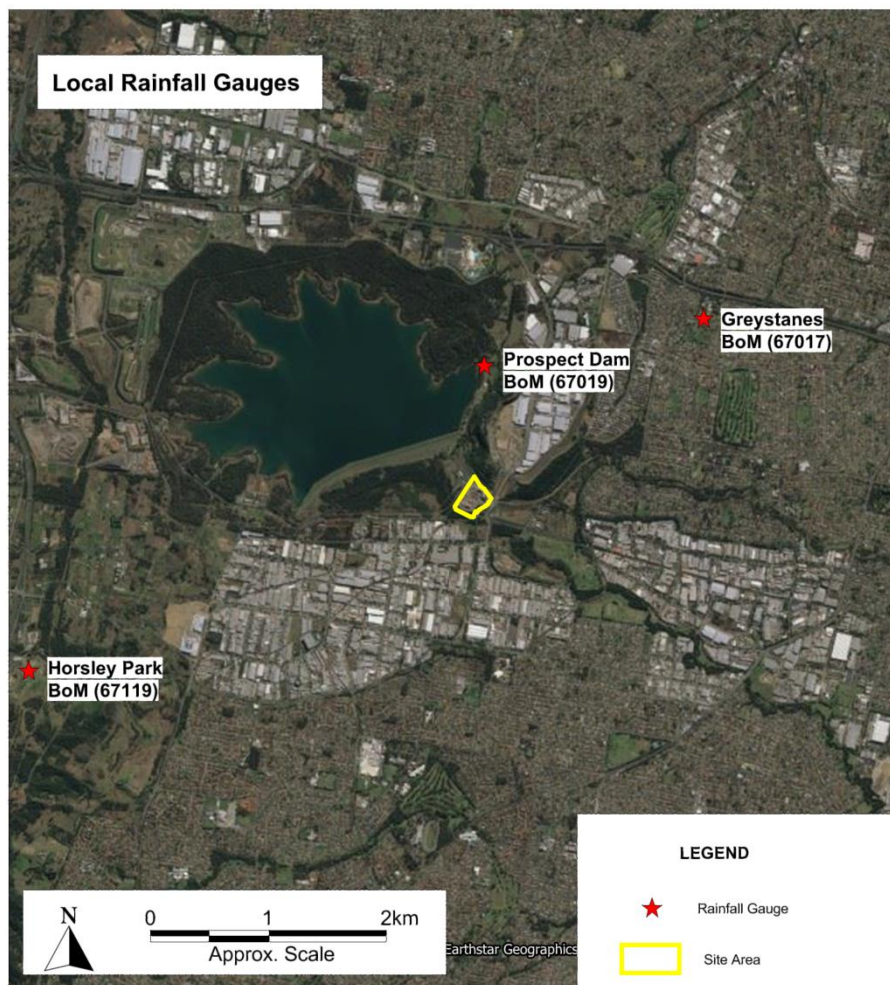 Local Rainfall Gauges
Greystanes
BoM (67017)
Prospect Dam
BoM (67019)
Horsley Park
BoM (67119)
LEGEND
Rainfall Gauge
Site Area
N
0 1 2km
Approx. Scale
Earthstar Geographics